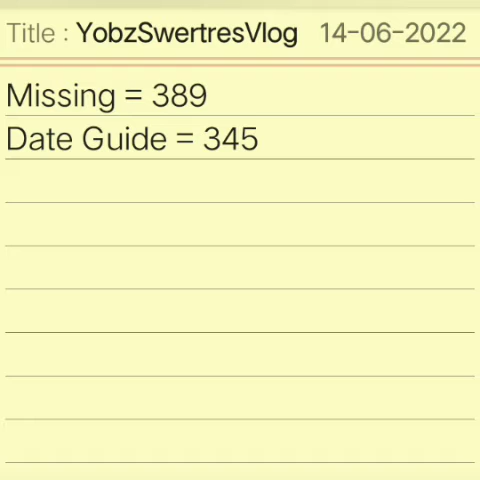 Title : YobzSwertresVlog 14-06-2022
Missing = 389
Date Guide = 345